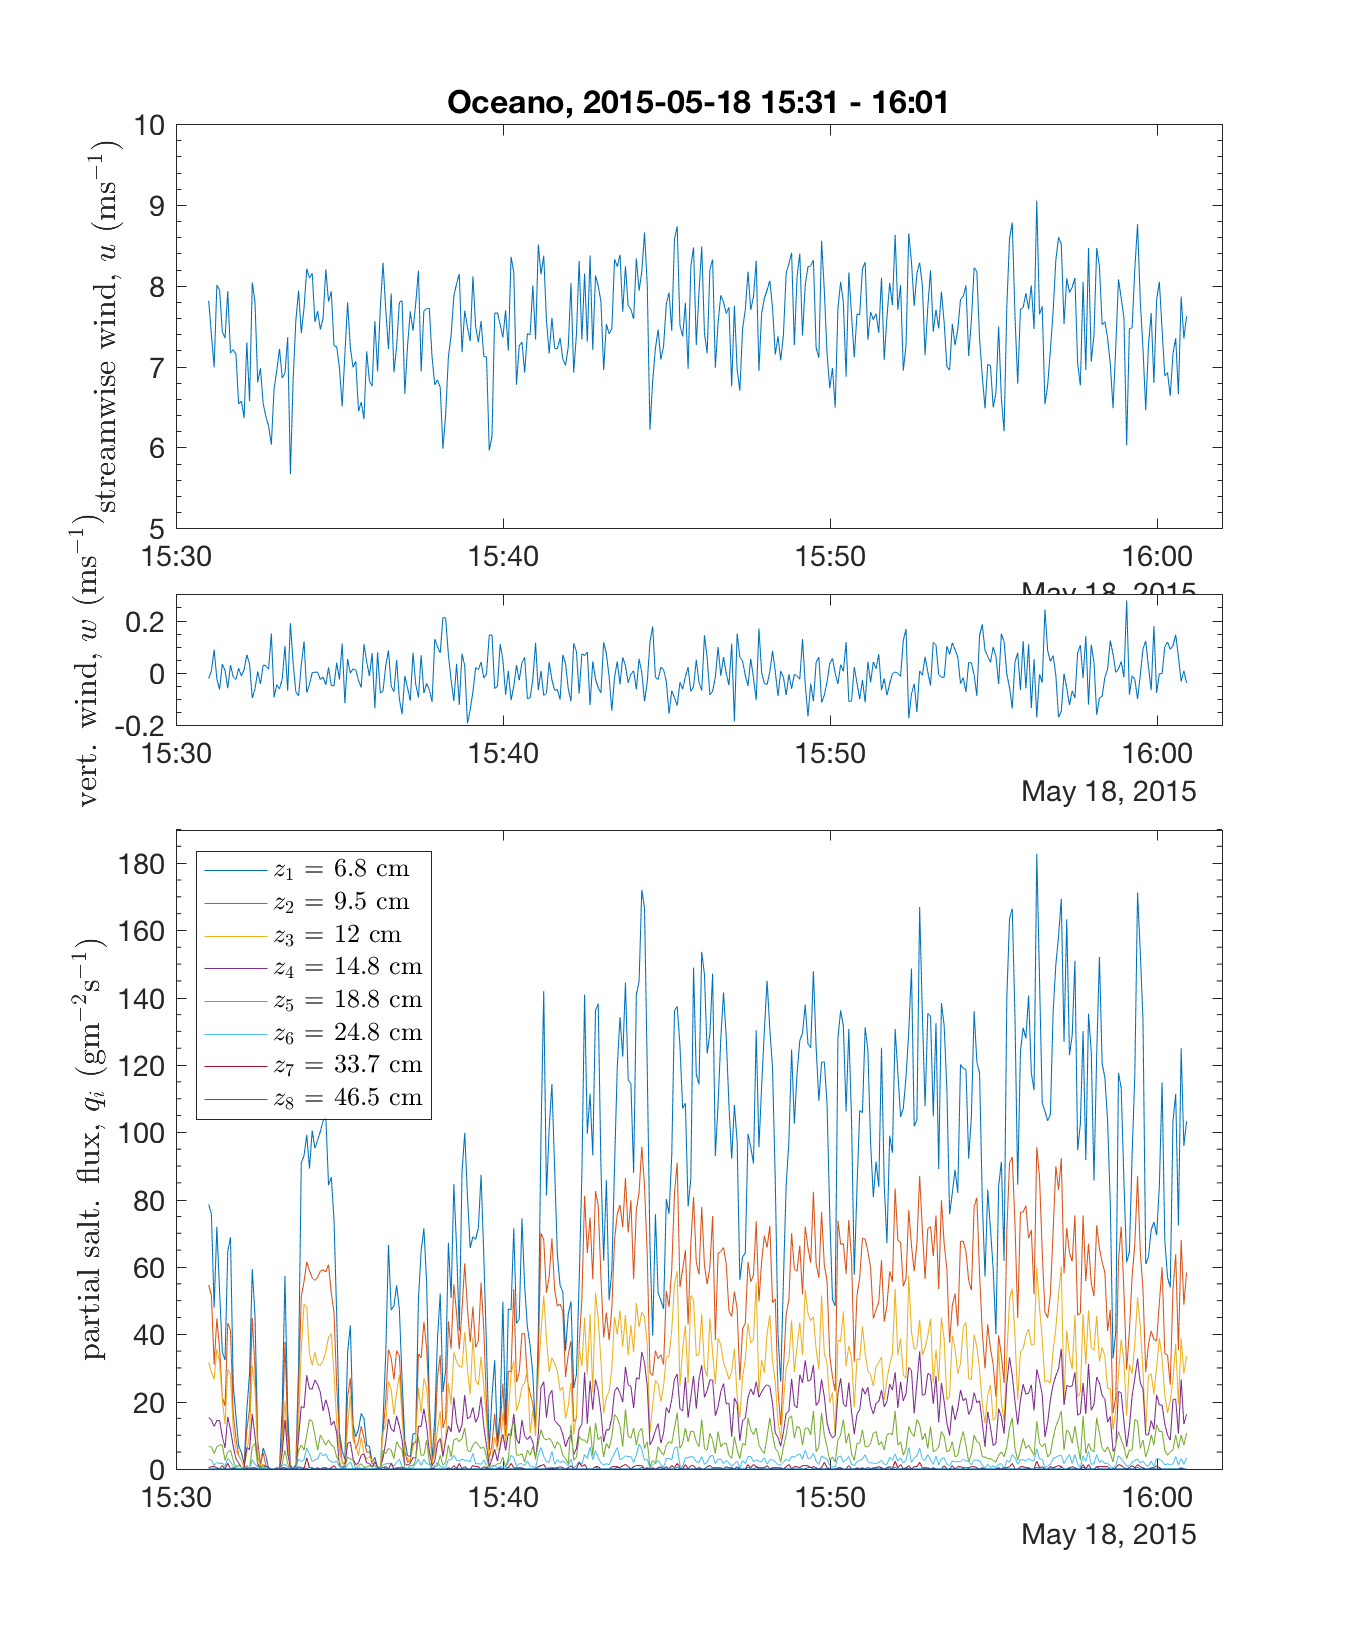 Oceano, 2015-05-18 15:31 - 16:01
streamwise wind, u (ms⁻¹)
10
9
8
7
6
5
15:30 15:40 15:50 16:00
May 18, 2015
vert. wind, w (ms⁻¹)
0.2
0
-0.2
15:30 15:40 15:50 16:00
May 18, 2015
partial salt. flux, qᵢ (gm⁻²s⁻¹)
180
160
140
120
100
80
60
40
20
0
z₁ = 6.8 cm
z₂ = 9.5 cm
z₃ = 12 cm
z₄ = 14.8 cm
z₅ = 18.8 cm
z₆ = 24.8 cm
z₇ = 33.7 cm
z₈ = 46.5 cm
15:30 15:40 15:50 16:00
May 18, 2015